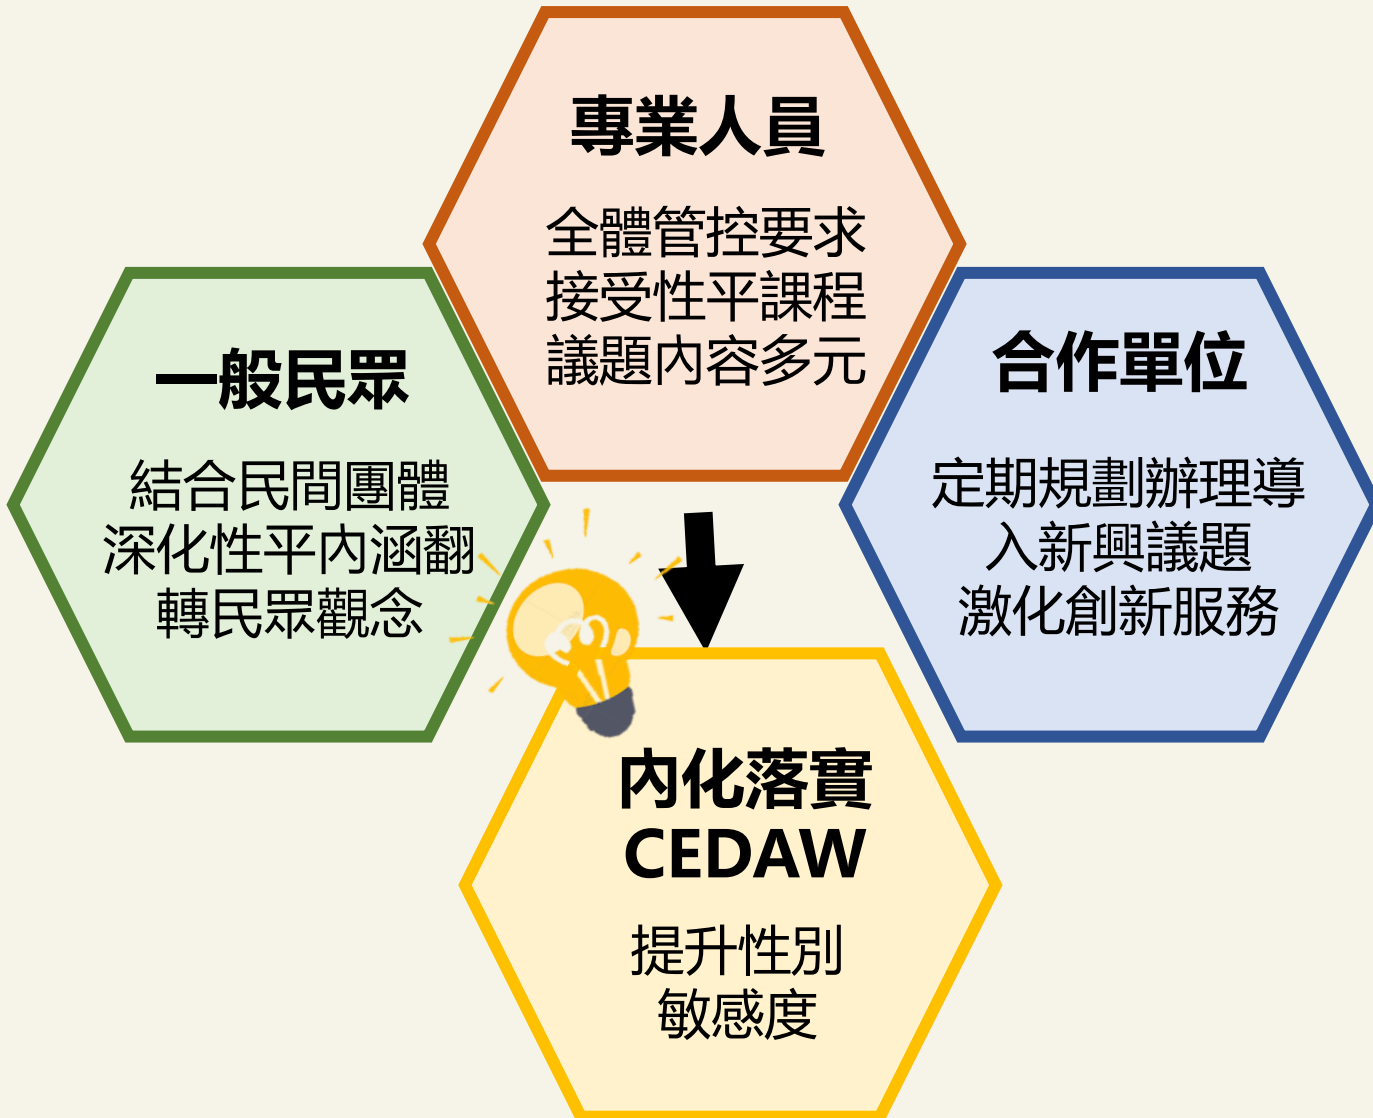 專業人員
全體管控要求
接受性平課程
議題內容多元
一般民眾
結合民間團體
深化性平內涵翻
轉民眾觀念
合作單位
定期規劃辦理導
入新興議題
激化創新服務
內化落實
CEDAW
提升性別
敏感度